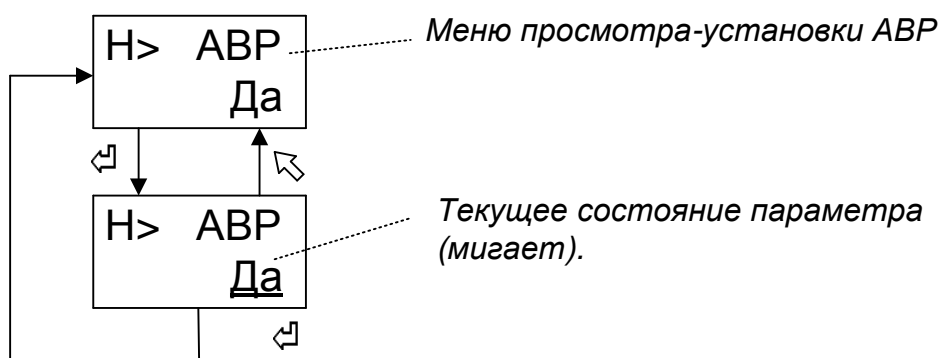 H> АВР
Да
Меню просмотра-установки АВР
H> АВР
Да
Текущее состояние параметра
(мигает).